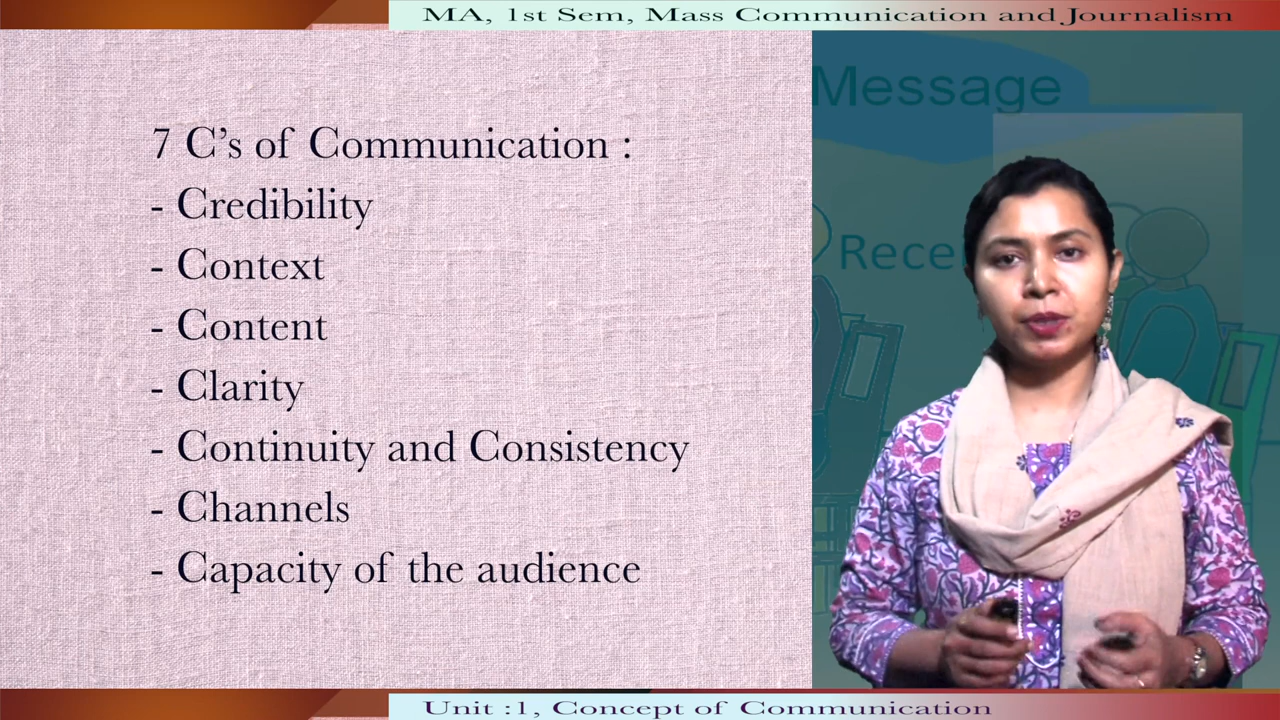 MA, 1st Sem, Mass Communication and Journalism
7 C's of Communication :
- Credibility
- Context
- Content
- Clarity
- Continuity and Consistency
- Channels
- Capacity of the audience
Message
Unit :1, Concept of Communication